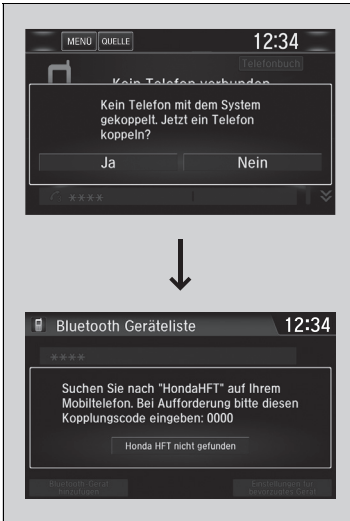 MENÜ QUELLE 12:34
Telefonbuch
Kein Telefon verbunden
Kein Telefon mit dem System
gekoppelt. Jetzt ein Telefon
koppeln?
Ja Nein
****
Bluetooth Geräteliste 12:34
****
Suchen Sie nach "HondaHFT" auf Ihrem
Mobiltelefon. Bei Aufforderung bitte diesen
Kopplungscode eingeben: 0000
Honda HFT nicht gefunden
Bluetooth-Gerät Einstellungen für
hinzufügen bevorzugtes Gerät